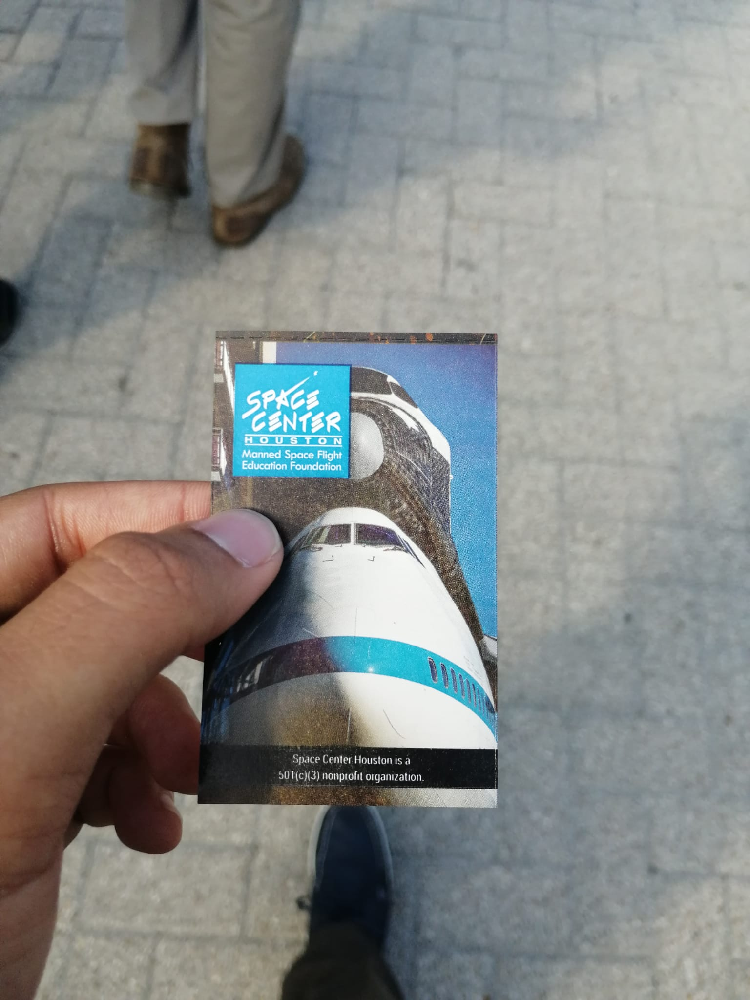 SPACE
CENTER
HOUSTON
Manned Space Flight
Education Foundation
Space Center Houston is a
501(c)(3) nonprofit organization.